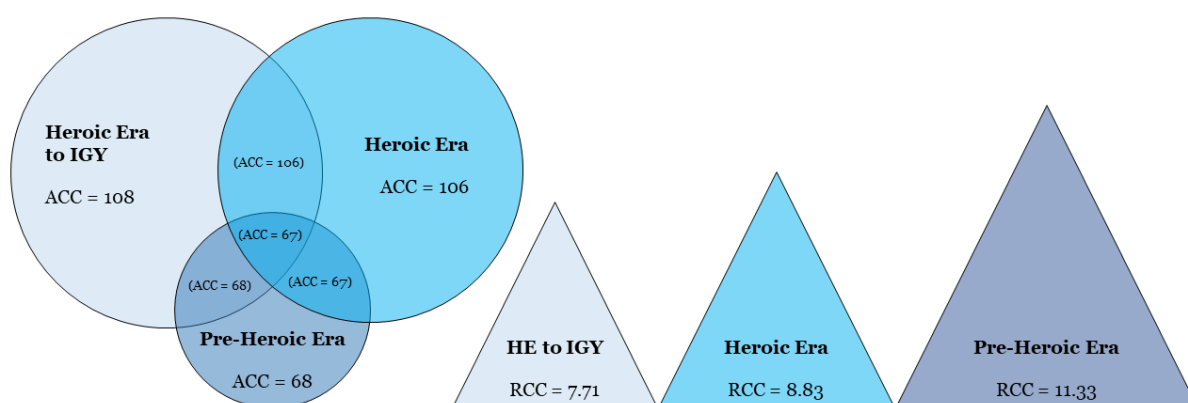 Heroic Era
to IGY
ACC = 108
(ACC = 106)
Heroic Era
ACC = 106
(ACC = 67)
(ACC = 68)
(ACC = 67)
Pre-Heroic Era
ACC = 68
HE to IGY
RCC = 7.71
Heroic Era
RCC = 8.83
Pre-Heroic Era
RCC = 11.33